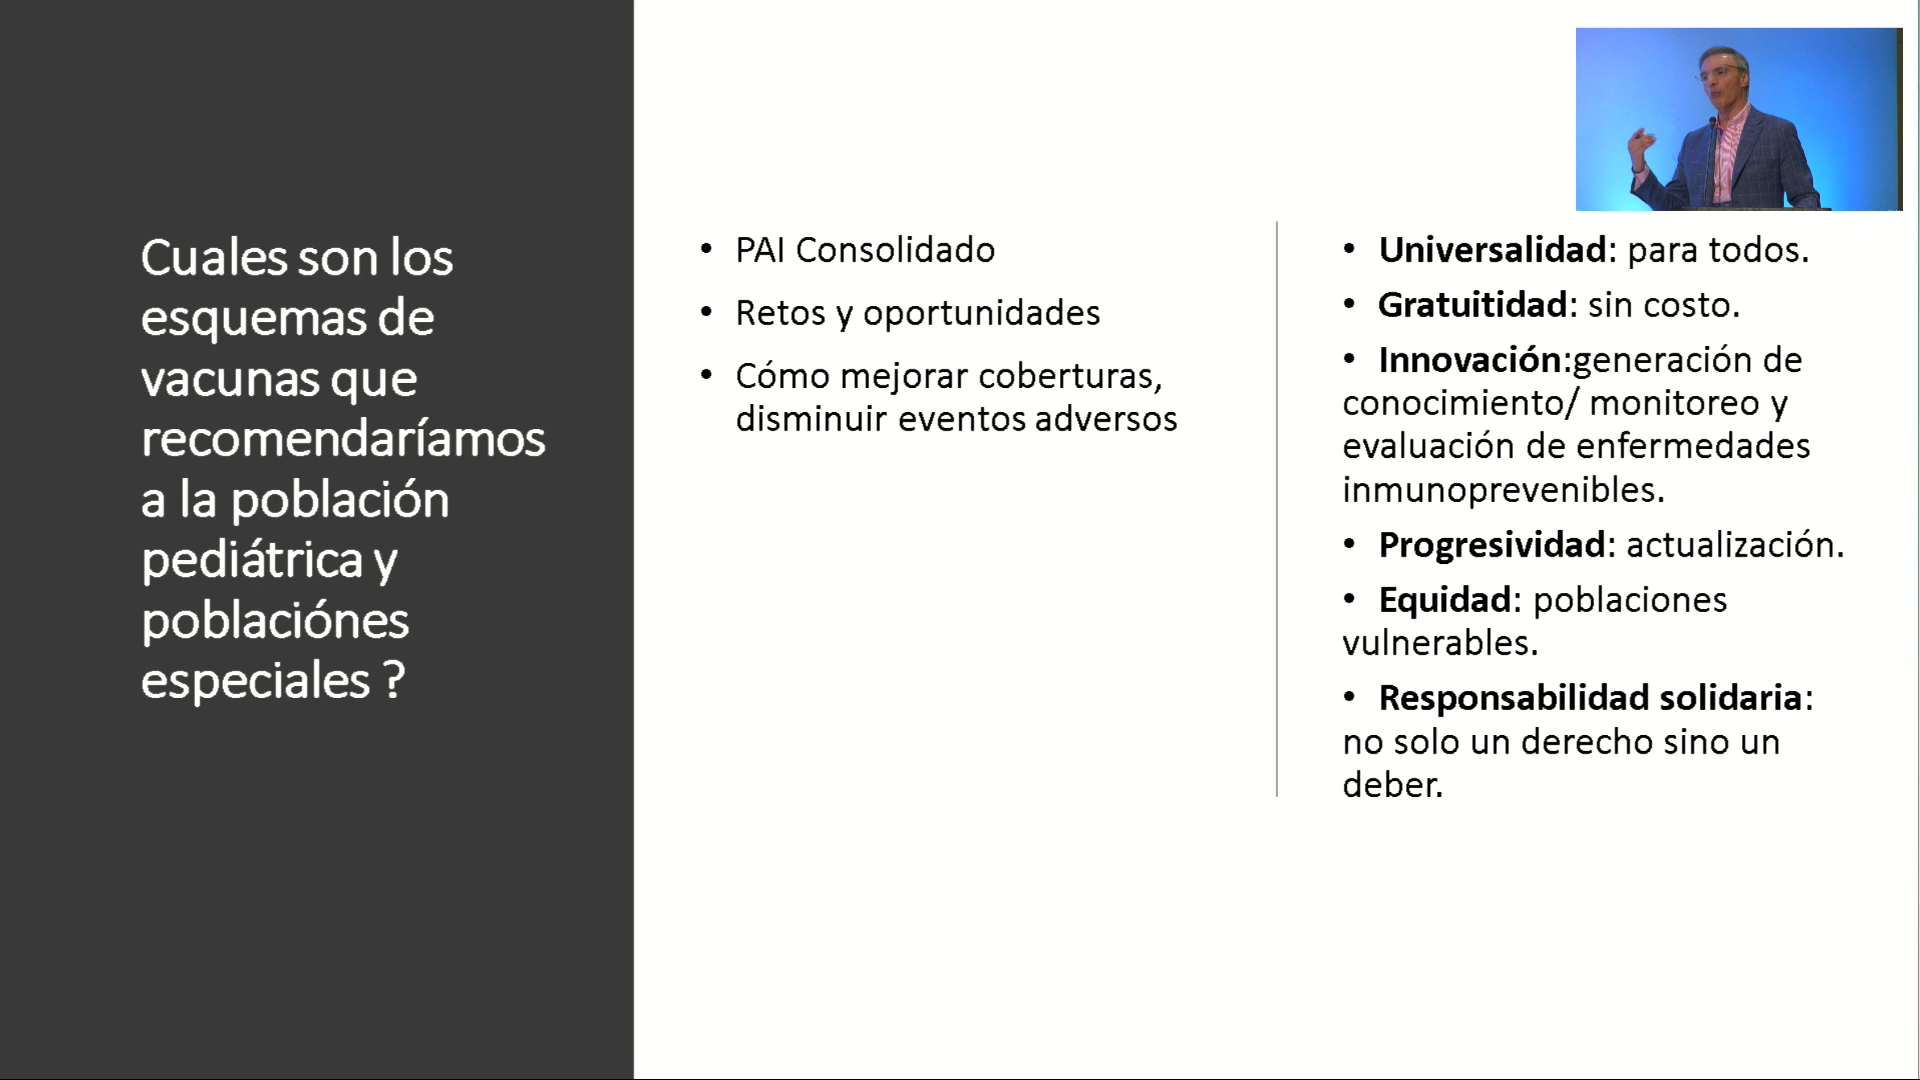 Cuales son los
esquemas de
vacunas que
recomendaríamos
a la población
pediátrica y
poblaciónes
especiales ?
• PAI Consolidado
• Retos y oportunidades
• Cómo mejorar coberturas,
disminuir eventos adversos
• Universalidad: para todos.
• Gratuitidad: sin costo.
• Innovación:generación de
conocimiento/ monitoreo y
evaluación de enfermedades
inmunoprevenibles.
• Progresividad: actualización.
• Equidad: poblaciones
vulnerables.
• Responsabilidad solidaria:
no solo un derecho sino un
deber.